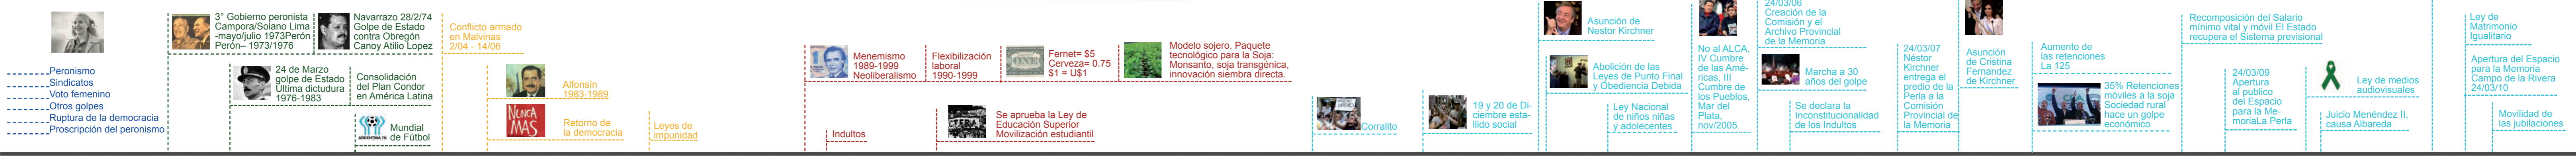 Peronismo
Sindicatos
Voto femenino
Otros golpes
Ruptura de la democracia
Proscripción del peronismo
3° Gobierno peronista
Campora/Solano Lima
-mayo/julio 1973Perón
Perón– 1973/1976
Navarrazo 28/2/74
Golpe de Estado
contra Obregón
Canoy Atilio Lopez
24 de Marzo
golpe de Estado
Última dictudura
1976-1983
Consolidación
del Plan Condor
en América Latina
ARGENTINA 78
Mundial
de Fútbol
Conflicto armado
en Malvinas
2/04 - 14/06
Alfonsín
1983-1989
NUNCA
MAS
Retorno de
la democracia
Leyes de
impunidad
Menemismo
1989-1999
Neoliberalismo
Indultos
Flexibilización
laboral
1990-1999
Se aprueba la Ley de
Educación Superior
Movilización estudiantil
Fernet= $5
Cerveza= 0.75
$1 = U$1
Modelo sojero. Paquete
tecnológico para la Soja:
Monsanto, soja transgénica,
innovación siembra directa.
Corralito
19 y 20 de Di-
ciembre esta-
llido social
Asunción de
Nestor Kirchner
Abolición de las
Leyes de Punto Final
y Obediencia Debida
Ley Nacional
de niños niñas
y adolecentes
No al ALCA,
IV Cumbre
de las Amé-
ricas, III
Cumbre de
los Pueblos,
Mar del
Plata,
nov/2005.
24/03/06
Creación de la
Comisión y el
Archivo Provincial
de la Memoria
Marcha a 30
años del golpe
Se declara la
Inconstitucionalidad
de los Indultos
24/03/07
Néstor
Kirchner
entrega el
predio de la
Perla a la
Comisión
Provincial de
la Memoria
Asunción
de Cristina
Fernandez
de Kirchner
Aumento de
las retenciones
La 125
35% Retenciones
móviles a la soja
Sociedad rural
hace un golpe
económico
Recomposición del Salario
mínimo vital y móvil El Estado
recupera el Sistema previsional
24/03/09
Apertura
al publico
del Espacio
para la Me-
moriaLa Perla
Ley de medios
audiovisuales
Juicio Menéndez II,
causa Albareda
Ley de
Matrimonio
Igualitario
Apertura del Espacio
para la Memoria
Campo de la Rivera
24/03/10
Movilidad de
las jubilaciones